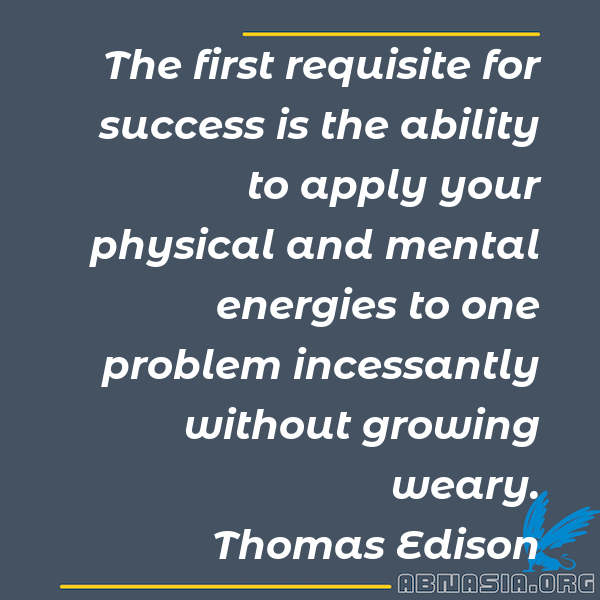 The first requisite for
success is the ability
to apply your
physical and mental
energies to one
problem incessantly
without growing
weary.
Thomas Edison
ABNASIA.ORG